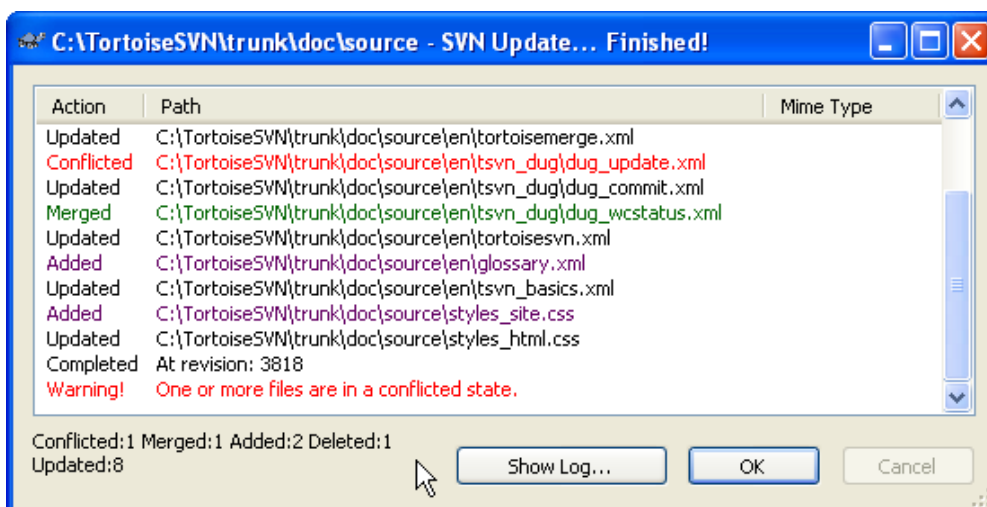 C:\TortoiseSVN\trunk\doc\source - SVN Update... Finished!
Action Path Mime Type
Updated C:\TortoiseSVN\trunk\doc\source\en\tortoisemerge.xml
Conflicted C:\TortoiseSVN\trunk\doc\source\en\tsvn_dug\dug_update.xml
Updated C:\TortoiseSVN\trunk\doc\source\en\tsvn_dug\dug_commit.xml
Merged C:\TortoiseSVN\trunk\doc\source\en\tsvn_dug\dug_wcstatus.xml
Updated C:\TortoiseSVN\trunk\doc\source\en\tortoisesvn.xml
Added C:\TortoiseSVN\trunk\doc\source\en\glossary.xml
Updated C:\TortoiseSVN\trunk\doc\source\en\tsvn_basics.xml
Added C:\TortoiseSVN\trunk\doc\source\styles_site.css
Updated C:\TortoiseSVN\trunk\doc\source\styles_html.css
Completed At revision: 3818
Warning! One or more files are in a conflicted state.
Conflicted:1 Merged:1 Added:2 Deleted:1
Updated:8
Show Log... OK Cancel